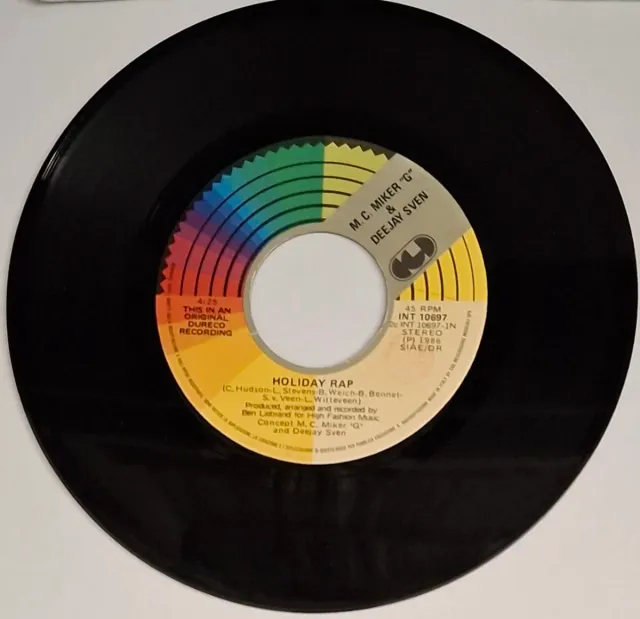 M. C. MIKER "G"
&
DEEJAY SVEN
4:25
THIS IN AN
ORIGINAL
DURECO
RECORDING
45 RPM
INT 10697
INT 10697-1N
STEREO
(P) 1986
SIAE/DR
HOLIDAY RAP
(C. Hudson-L. Stevens-B. Welch-B. Bennet-
S.v. Veen-L. Witteveen)
Produced, arranged and recorded by
Ben Liebrand for High Fashion Music
Concept M. C. Miker "G"
and Deejay Sven